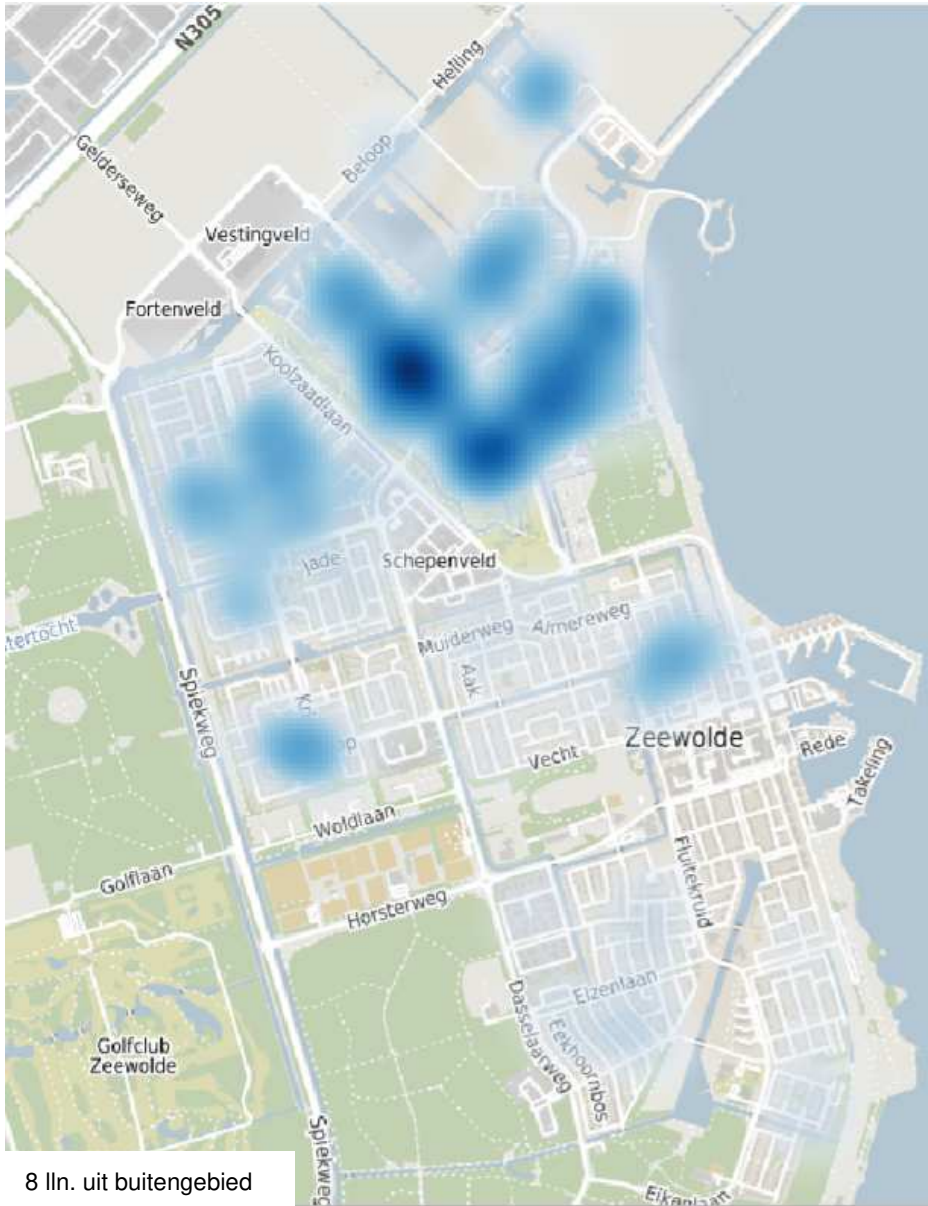 N305
Helling
Gelderseweg
Beloop
Vestingveld
Fortenveld
Koolzaadlaan
Jade
Schepenveld
Muiderweg
Almereweg
Aak
tertocht
Spiekweg
Zeewolde
Vecht
Rede
Takeling
Woldlaan
Golflaan
Fluitekruid
Horsterweg
Elzenlaan
Dasselaarweg
Eekhoornbos
Golfclub
Zeewolde
Spiekweg
Eikenlaan
8 lln. uit buitengebied